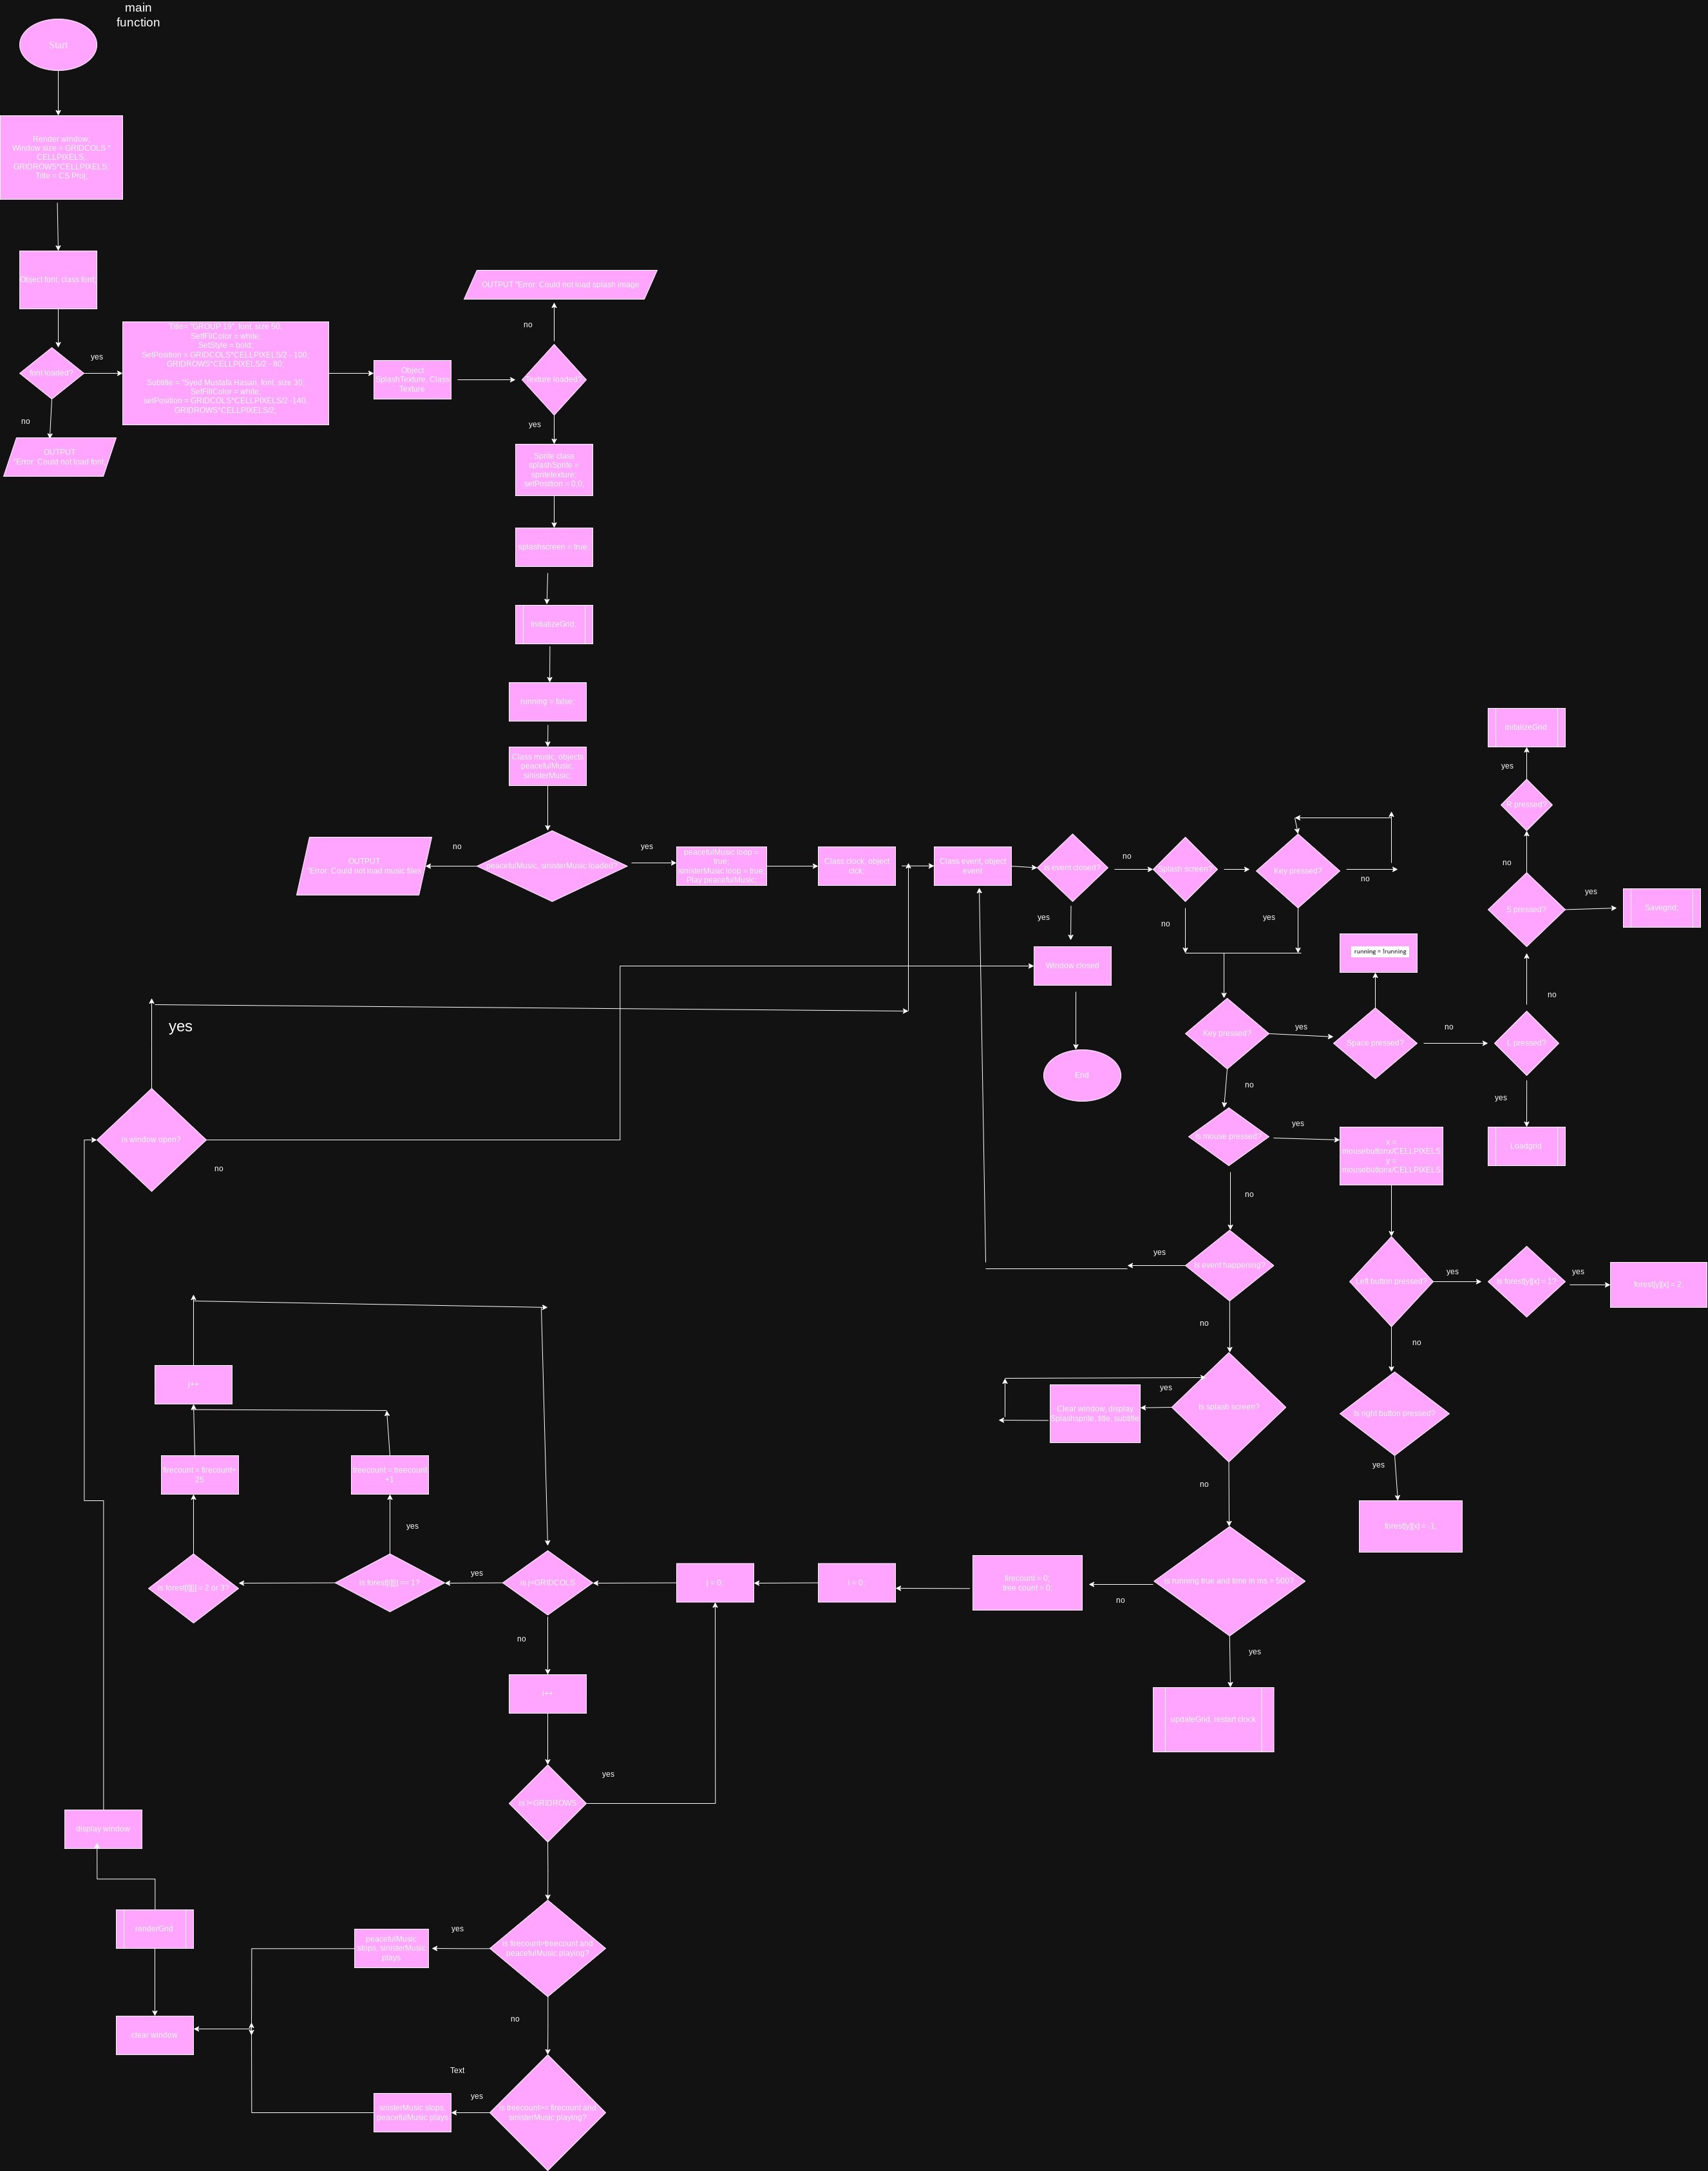 main
function
Start
Render window;
Window size = GRIDCOLS *
CELLPIXELS;
GRIDROWS*CELLPIXELS;
Title = CS Proj;
Object font, class font;
font loaded?
yes
no
OUTPUT
"Error: Could not load font
Title= "GROUP 19", font, size 50;
SetFillColor = white;
SetStyle = bold;
SetPosition = GRIDCOLS*CELLPIXELS/2 - 100,
GRIDROWS*CELLPIXELS/2 - 80;
Subtitle = "Syed Mustafa Hasan, font, size 30;
SetFillColor = white,
setPosition = GRIDCOLS*CELLPIXELS/2 -140,
GRIDROWS*CELLPIXELS/2;
Object
SplashTexture, Class
Texture
OUTPUT "Error: Could not load splash image
no
texture loaded?
yes
Sprite class
splashSprite =
spritetexture,
setPosition = 0,0;
splashscreen = true;
InitializeGrid;
running = false;
Class music, objects
peacefulMusic,
sinisterMusic;
peacefulMusic, sinisterMusic loaded?
no
OUTPUT
"Error: Could not load music files
yes
peacefulMusic loop =
true,
sinisterMusic loop = true;
Play peacefulMusic
Class clock, object
clck;
Class event, object
event
Is event closed?
no
yes
Window closed
End
splash screen?
no
Key pressed?
no
yes
Key pressed?
yes
no
Space pressed?
running = !running
no
L pressed?
yes
Loadgrid
no
S pressed?
yes
Savegrid;
no
pressed?
yes
InitalizeGrid
Is mouse pressed?
yes
no
x =
mousebuttonx/CELLPIXELS
y =
mousebuttonx/CELLPIXELS
Left button pressed?
yes
Is forest[y][x] = 1?
yes
forest[y][x] = 2;
no
Is right button pressed?
yes
forest[y][x] = -1;
Is event happening?
yes
no
Is splash screen?
yes
Clear window, display
Splashsprite, title, subtitle
no
Is running true and time in ms > 500?
yes
updateGrid, restart clock
no
firecount = 0;
tree count = 0;
i = 0;
j = 0;
is j<GRIDCOLS
yes
is forest[i][j] == 1?
yes
treecount = treecount
+1
is forest[i][j] = 2 or 3?
firecount = firecount+
25
j++
no
i++
is i<GRIDROWS
yes
is firecount>treecount and
peacefulMusic playing?
yes
peacefulMusic
stops, sinisterMusic
plays
no
is treecount>= firecount and
sinisterMusic playing?
Text
yes
sinisterMusic stops,
peacefulMusic plays
clear window
renderGrid
display window
Is window open?
yes
no